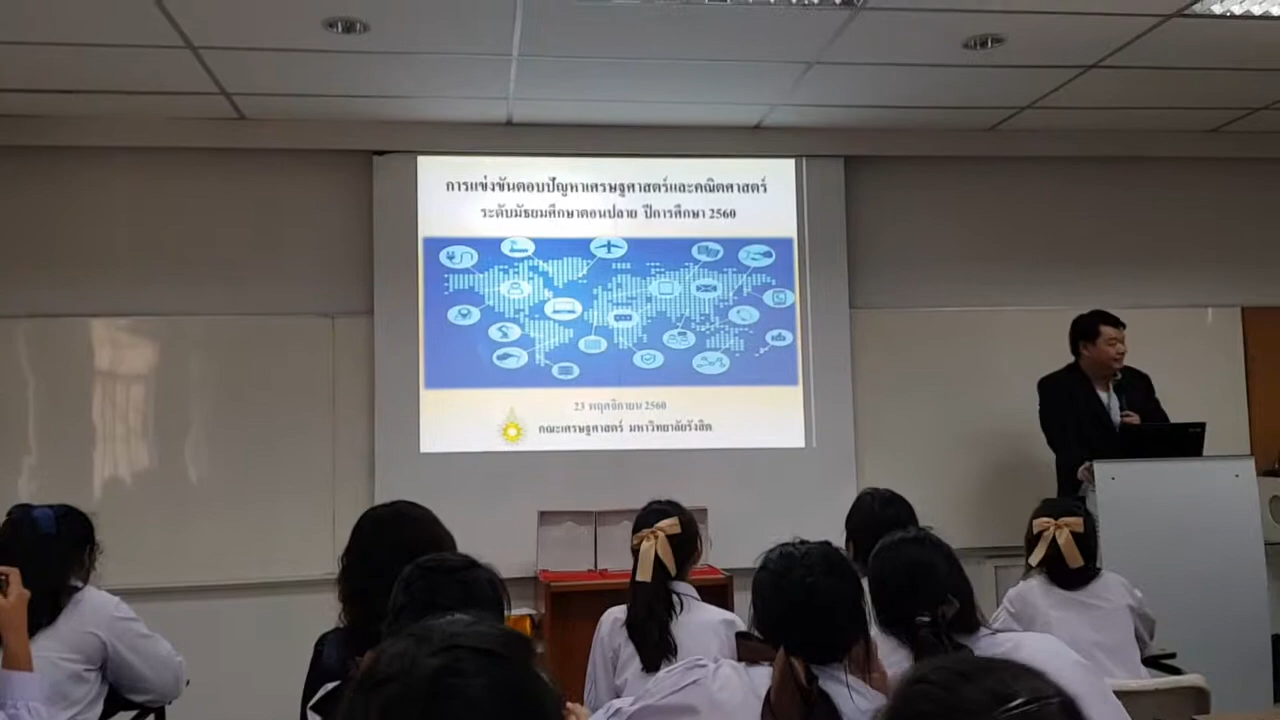 การแข่งขันตอบปัญหาเศรษฐศาสตร์และคณิตศาสตร์
ระดับมัธยมศึกษาตอนปลาย ปีการศึกษา 2560
23 พฤศจิกายน 2560
คณะเศรษฐศาสตร์ มหาวิทยาลัยรังสิต